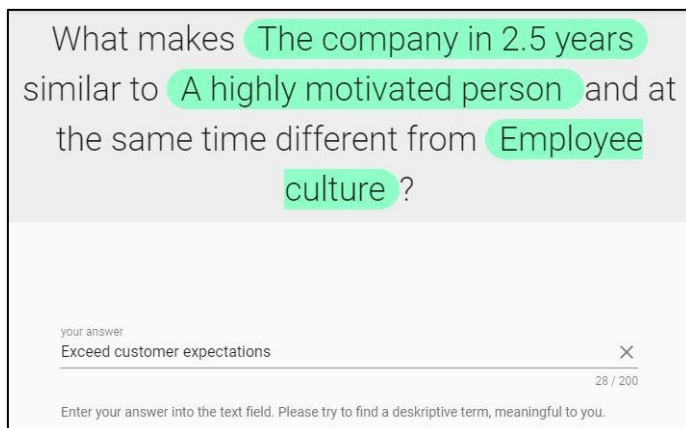 What makes The company in 2.5 years
similar to A highly motivated person and at
the same time different from Employee
culture ?
your answer
Exceed customer expectations
28 / 200
Enter your answer into the text field. Please try to find a deskriptive term, meaningful to you.